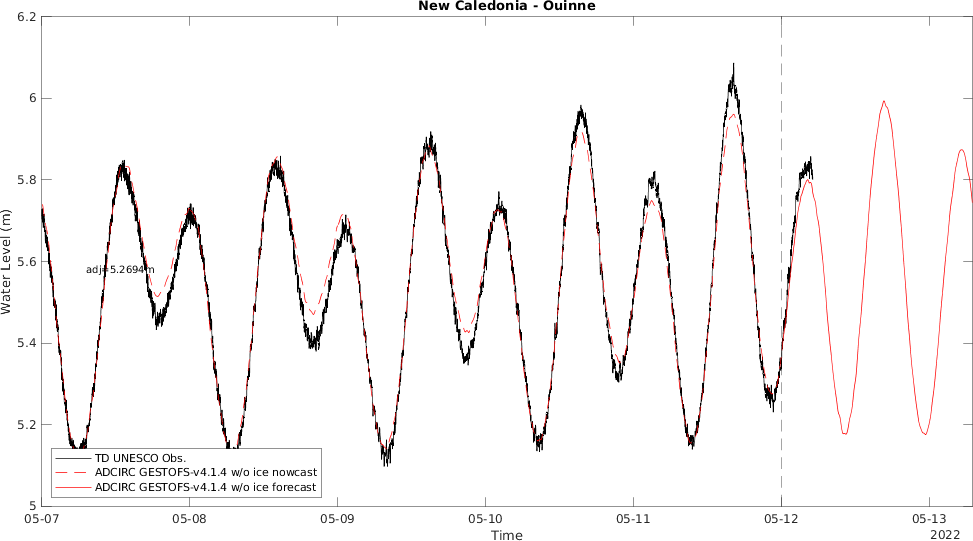 New Caledonia - Ouinne
6.2
6
5.8
5.6
5.4
5.2
5
Water Level (m)
adj=5.2694m
TD UNESCO Obs.
ADCIRC GESTOFS-v4.1.4 w/o ice nowcast
ADCIRC GESTOFS-v4.1.4 w/o ice forecast
05-07 05-08 05-09 05-10 05-11 05-12 05-13
Time
2022